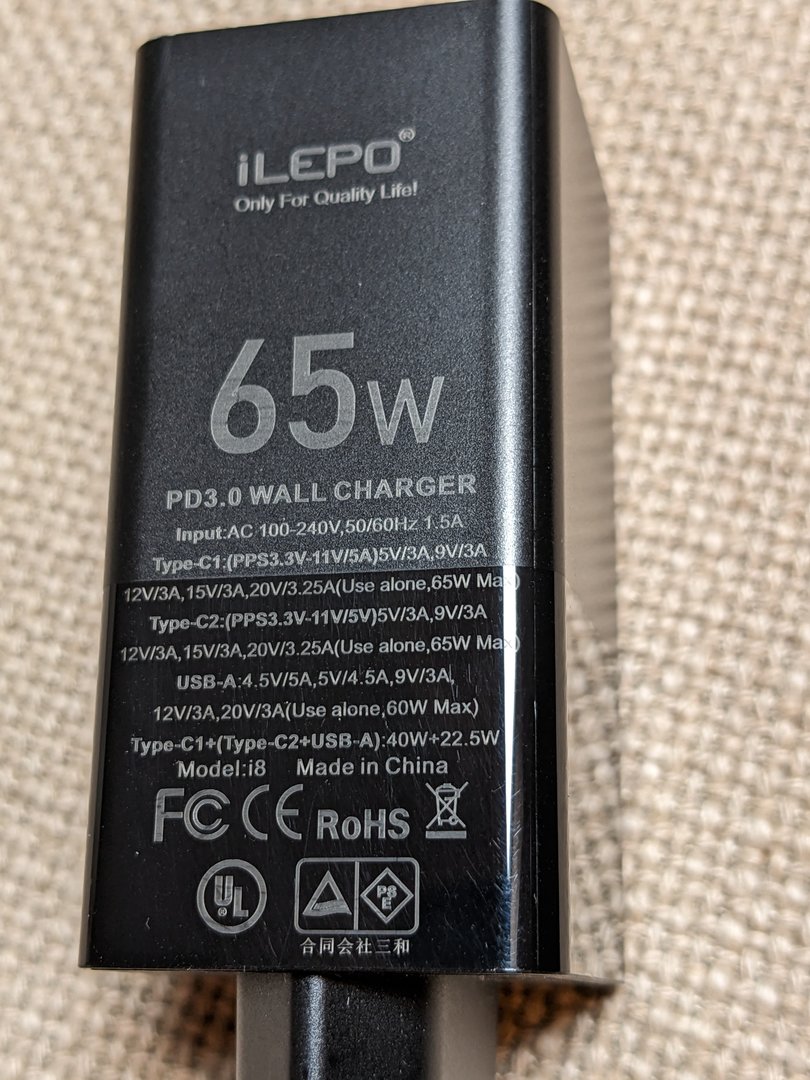 iLEPO®
Only For Quality Life!
65W
PD3.0 WALL CHARGER
Input:AC 100-240V,50/60Hz 1.5A
Type-C1:(PPS3.3V-11V/5A)5V/3A,9V/3A
12V/3A,15V/3A,20V/3.25A(Use alone,65W Max)
Type-C2:(PPS3.3V-11V/5V)5V/3A,9V/3A
12V/3A,15V/3A,20V/3.25A(Use alone,65W Max)
USB-A:4.5V/5A,5V/4.5A,9V/3A,
12V/3A,20V/3A(Use alone,60W Max)
Type-C1+(Type-C2+USB-A):40W+22.5W
Model:i8 Made in China
FC CE RoHS
UL® PSE
合同会社三和